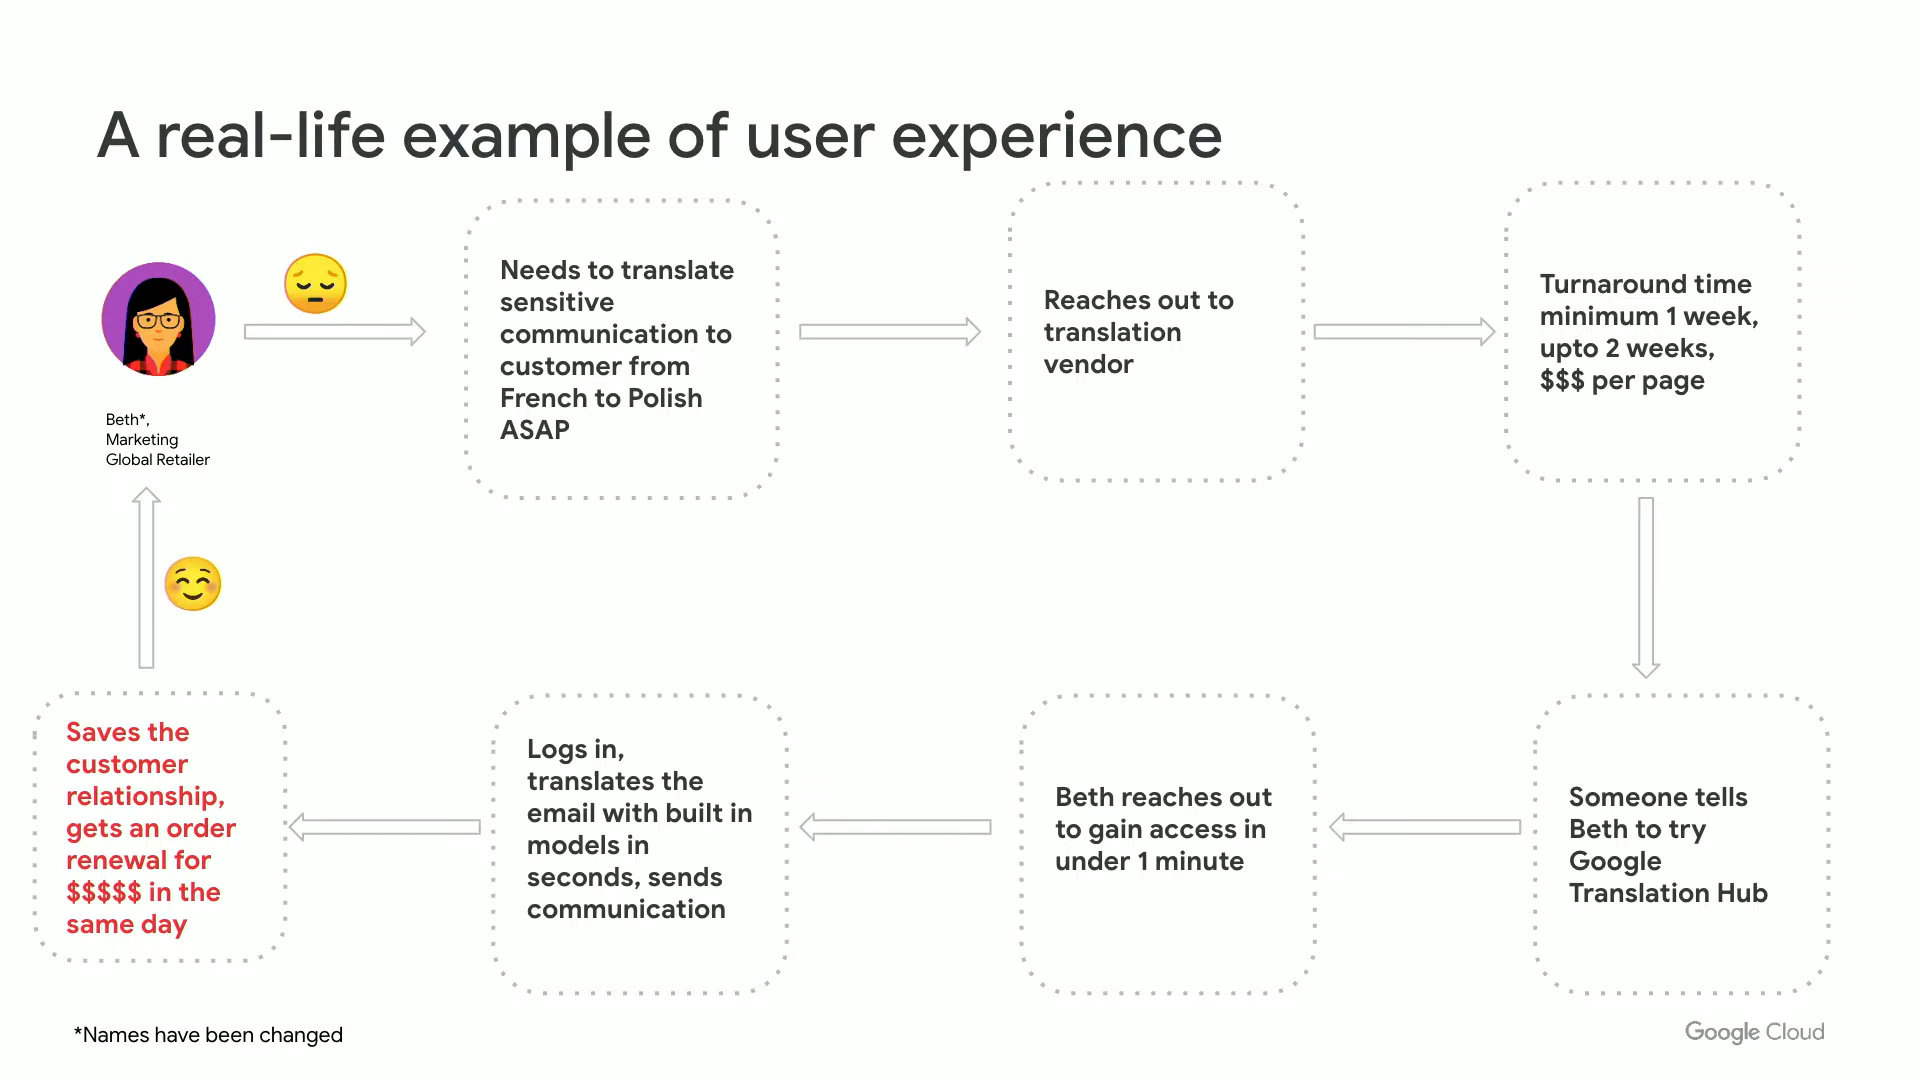 A real-life example of user experience
Beth*,
Marketing
Global Retailer
Needs to translate
sensitive
communication to
customer from
French to Polish
ASAP
Reaches out to
translation
vendor
Turnaround time
minimum 1 week,
upto 2 weeks,
$$$ per page
Someone tells
Beth to try
Google
Translation Hub
Beth reaches out
to gain access in
under 1 minute
Logs in,
translates the
email with built in
models in
seconds, sends
communication
Saves the
customer
relationship,
gets an order
renewal for
$$$$$ in the
same day
*Names have been changed
Google Cloud